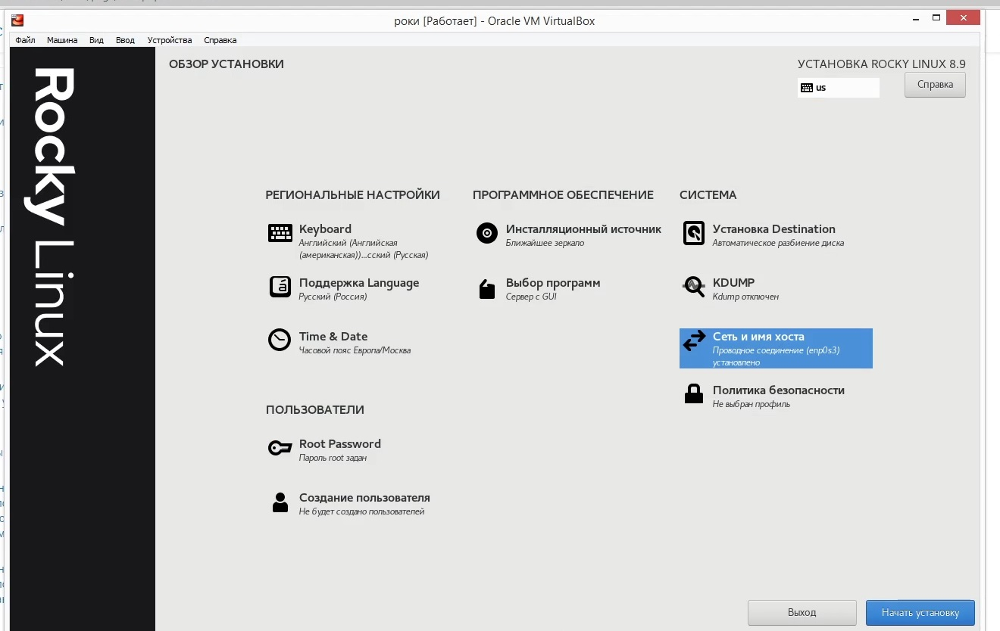 роки [Работает] - Oracle VM VirtualBox
Файл Машина Вид Ввод Устройства Справка
Rocky Linux
ОБЗОР УСТАНОВКИ
УСТАНОВКА ROCKY LINUX 8.9
us
Справка
РЕГИОНАЛЬНЫЕ НАСТРОЙКИ
Keyboard
Английский (Английская
(американская))...сский (Русская)
Поддержка Language
Русский (Россия)
Time & Date
Часовой пояс Европа/Москва
ПРОГРАММНОЕ ОБЕСПЕЧЕНИЕ
Инсталляционный источник
Ближайшее зеркало
Выбор программ
Сервер с GUI
СИСТЕМА
Установка Destination
Автоматическое разбиение диска
KDUMP
Kdump отключен
Сеть и имя хоста
Проводное соединение (enp0s3)
установлено
Политика безопасности
Не выбран профиль
ПОЛЬЗОВАТЕЛИ
Root Password
Пароль root задан
Создание пользователя
Не будет создано пользователей
Выход
Начать установку